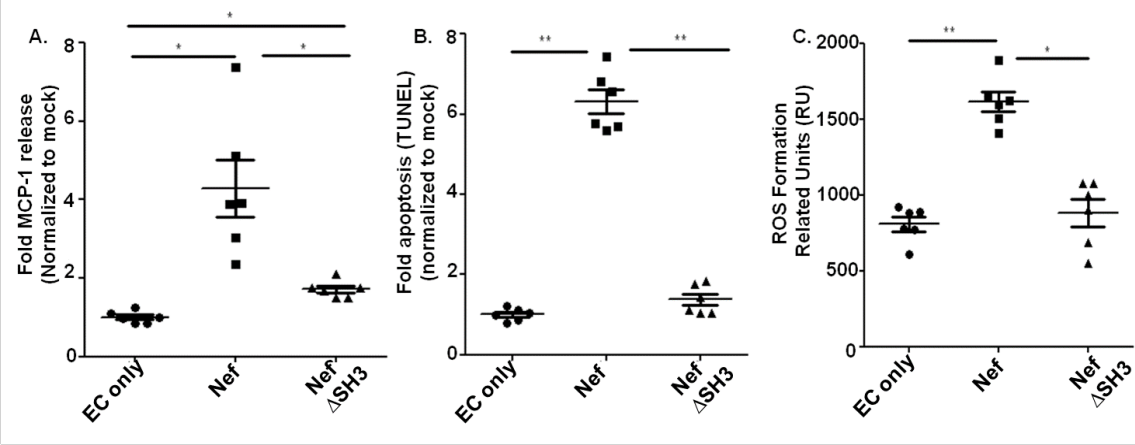 A.
Fold MCP-1 release
(Normalized to mock)
8
6
4
2
0
*
*
*
EC only
Nef
Nef
ΔSH3
B.
Fold apoptosis (TUNEL)
(normalized to mock)
8
6
4
2
0
**
**
EC only
Nef
Nef
ΔSH3
C.
ROS Formation
Related Units (RU)
2000
1500
1000
500
0
**
*
EC only
Nef
Nef
ΔSH3